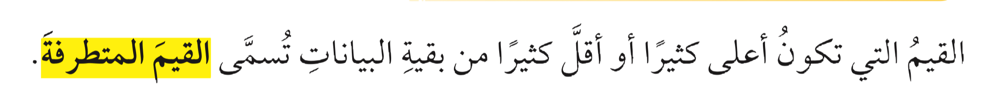 القيمُ التي تكونُ أعلى كثيرًا أو أقلَّ كثيرًا من بقيةِ البياناتِ تُسمَّى القيمَ المتطرفةَ.